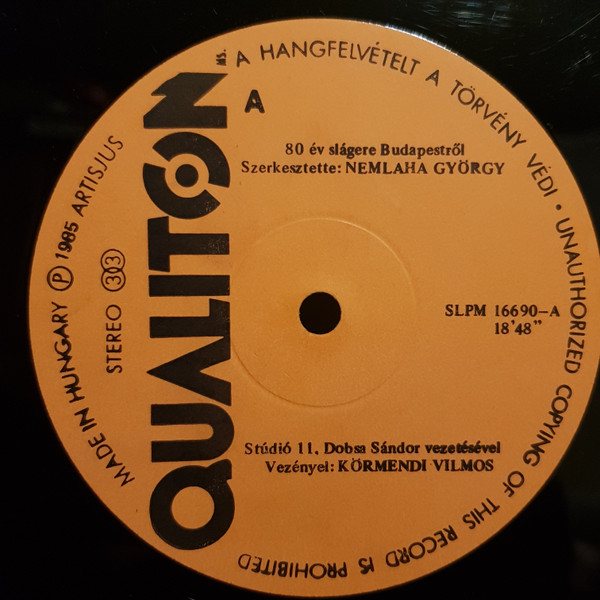 MADE IN HUNGARY Ⓟ 1985 ARTISJUS
MS.
A HANGFELVÉTELT A TÖRVÉNY VÉDI • UNAUTHORIZED COPYING OF THIS RECORD IS PROHIBITED
STEREO 33
QUALITON
A
80 év slágere Budapestről
Szerkesztette: NEMLAHA GYÖRGY
SLPM 16690-A
18'48"
Stúdió 11, Dobsa Sándor vezetésével
Vezényel: KÖRMENDI VILMOS